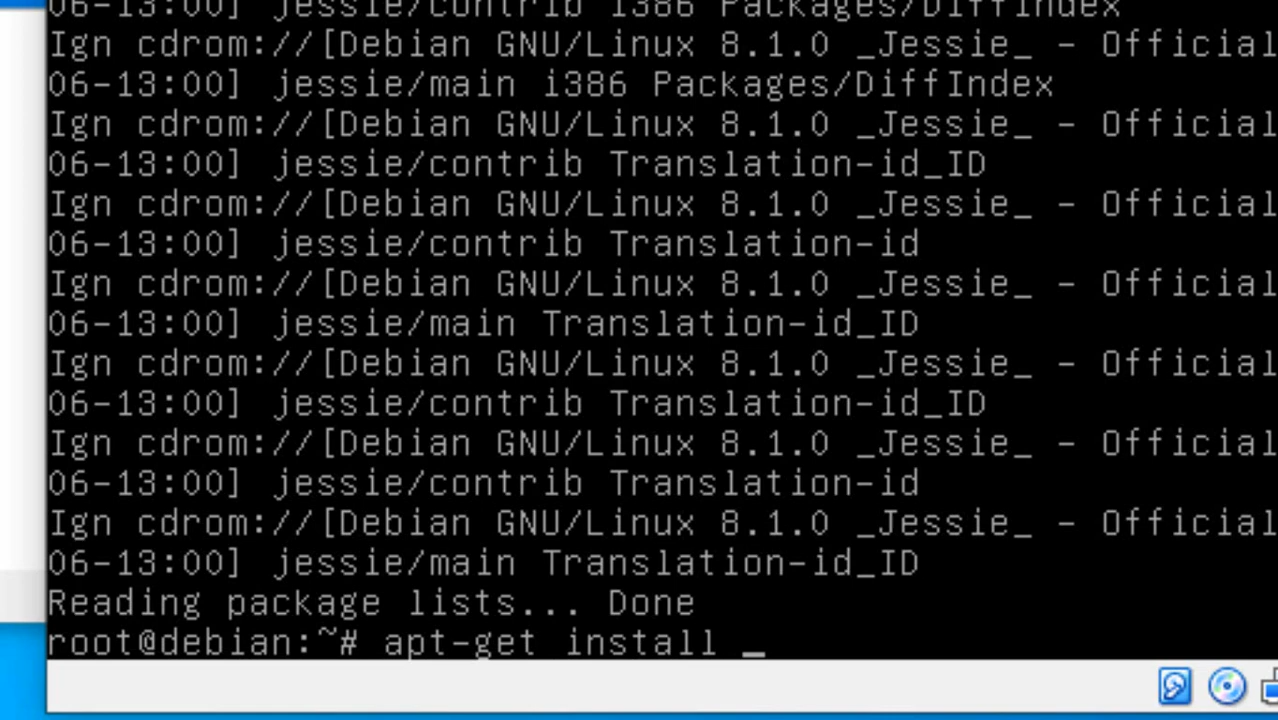 06-13:00] jessie/contrib i386 Packages/DiffIndex
Ign cdrom://[Debian GNU/Linux 8.1.0 _Jessie_ - Official
06-13:00] jessie/main i386 Packages/DiffIndex
Ign cdrom://[Debian GNU/Linux 8.1.0 _Jessie_ - Official
06-13:00] jessie/contrib Translation-id_ID
Ign cdrom://[Debian GNU/Linux 8.1.0 _Jessie_ - Official
06-13:00] jessie/contrib Translation-id
Ign cdrom://[Debian GNU/Linux 8.1.0 _Jessie_ - Official
06-13:00] jessie/main Translation-id_ID
Ign cdrom://[Debian GNU/Linux 8.1.0 _Jessie_ - Official
06-13:00] jessie/contrib Translation-id_ID
Ign cdrom://[Debian GNU/Linux 8.1.0 _Jessie_ - Official
06-13:00] jessie/contrib Translation-id
Ign cdrom://[Debian GNU/Linux 8.1.0 _Jessie_ - Official
06-13:00] jessie/main Translation-id_ID
Reading package lists... Done
root@debian:~# apt-get install _